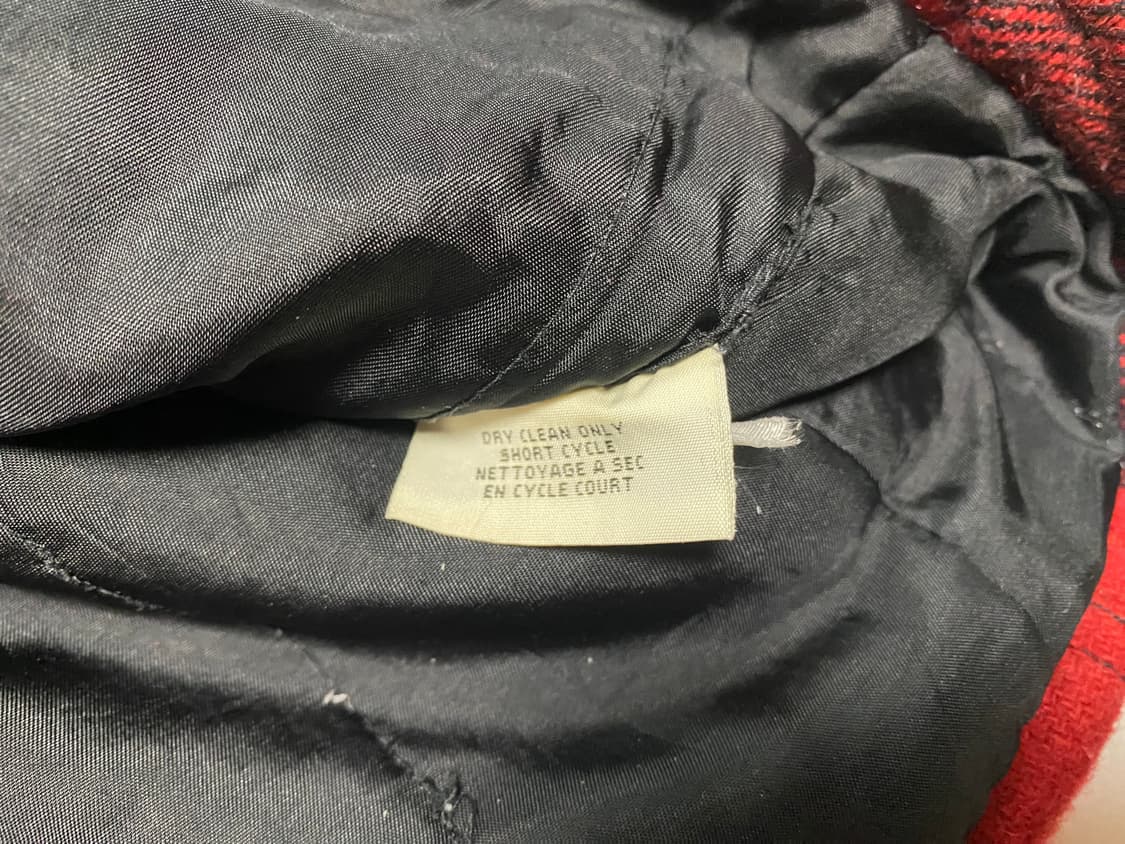 DRY CLEAN ONLY
SHORT CYCLE
NETTOYAGE A SEC
EN CYCLE COURT